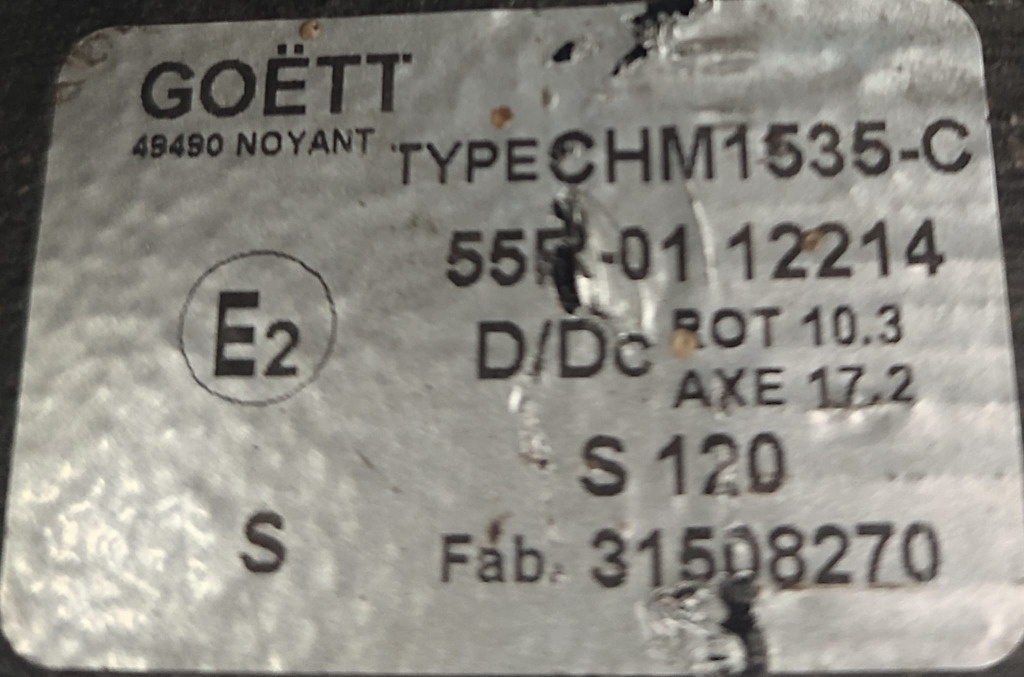 GOËTT
49490 NOYANT
TYPE CHM1535-C
55R-01 12214
E2
D/Dc ROT 10.3
AXE 17.2
S 120
S
Fab. 31508270